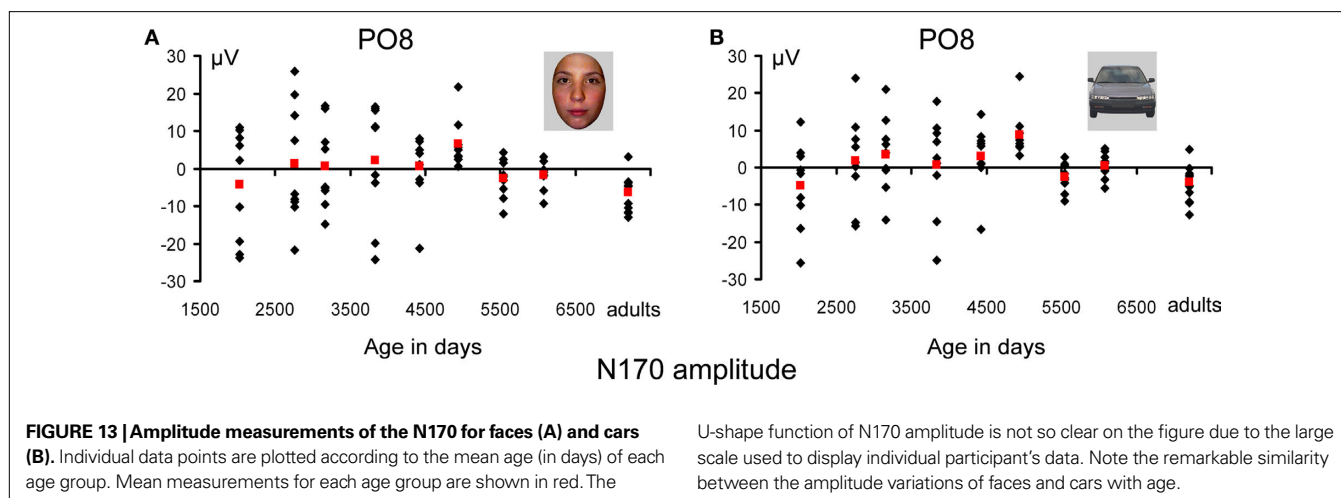 A
PO8
µV
30
20
10
0
-10
-20
-30
1500 2500 3500 4500 5500 6500 adults
Age in days
B
PO8
µV
30
20
10
0
-10
-20
-30
1500 2500 3500 4500 5500 6500 adults
Age in days
N170 amplitude
FIGURE 13 | Amplitude measurements of the N170 for faces (A) and cars
(B). Individual data points are plotted according to the mean age (in days) of each
age group. Mean measurements for each age group are shown in red. The
U-shape function of N170 amplitude is not so clear on the figure due to the large
scale used to display individual participant's data. Note the remarkable similarity
between the amplitude variations of faces and cars with age.